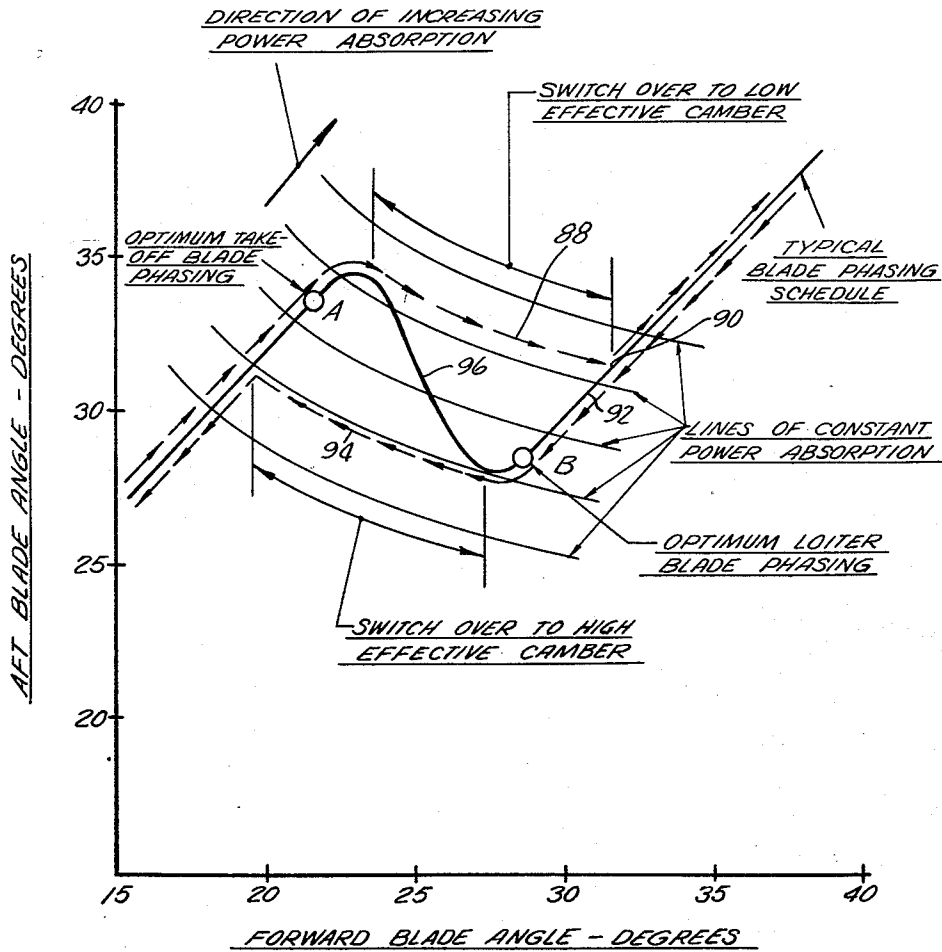 DIRECTION OF INCREASING
POWER ABSORPTION
SWITCH OVER TO LOW
EFFECTIVE CAMBER
40
88
OPTIMUM TAKE-
OFF BLADE
PHASING
35
TYPICAL
BLADE PHASING
SCHEDULE
A
90
96
30
92
94
LINES OF CONSTANT
POWER ABSORPTION
B
25
OPTIMUM LOITER
BLADE PHASING
SWITCH OVER TO HIGH
EFFECTIVE CAMBER
20
AFT BLADE ANGLE - DEGREES
15
20
25
30
35
40
FORWARD BLADE ANGLE - DEGREES